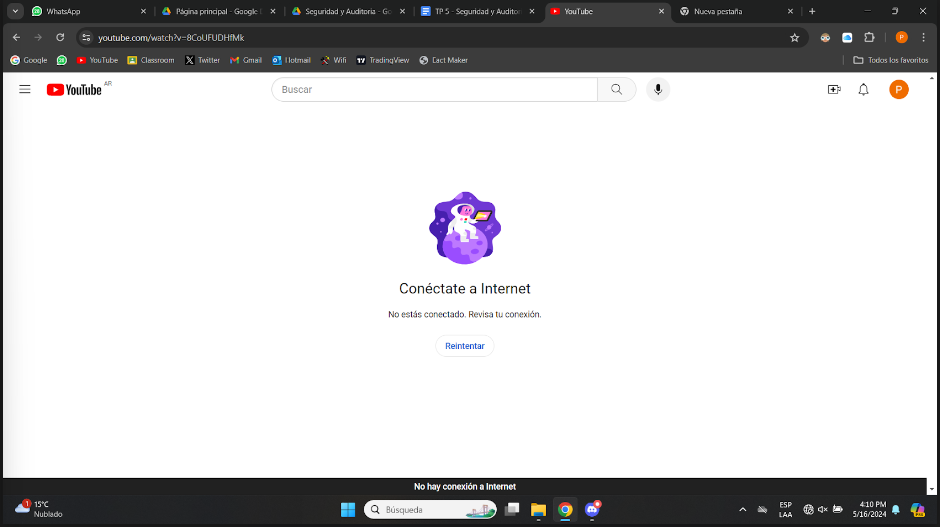 WhatsApp
Página principal - Google
Seguridad y Auditoria - Go
TP 5 - Seguridad y Auditor
YouTube
Nueva pestaña
youtube.com/watch?v=8CoUFUDHfMk
Google
YouTube
Classroom
Twitter
Gmail
Hotmail
Wifi
TradingView
Cact Maker
Todos los favoritos
YouTube AR
Buscar
P
Conéctate a Internet
No estás conectado. Revisa tu conexión.
Reintentar
No hay conexión a Internet
1
15°C
Nublado
Búsqueda
ESP
LAA
4:10 PM
5/16/2024